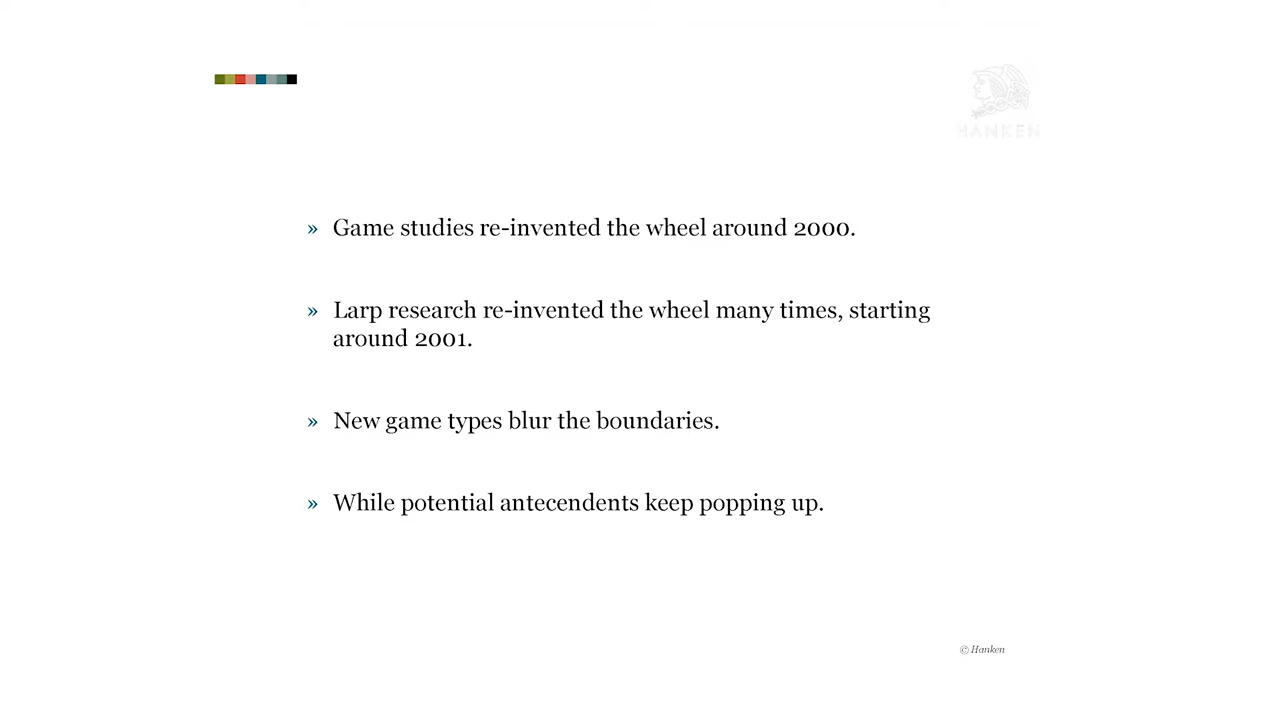 HANKEN
» Game studies re-invented the wheel around 2000.
» Larp research re-invented the wheel many times, starting
around 2001.
» New game types blur the boundaries.
» While potential antecendents keep popping up.
© Hanken